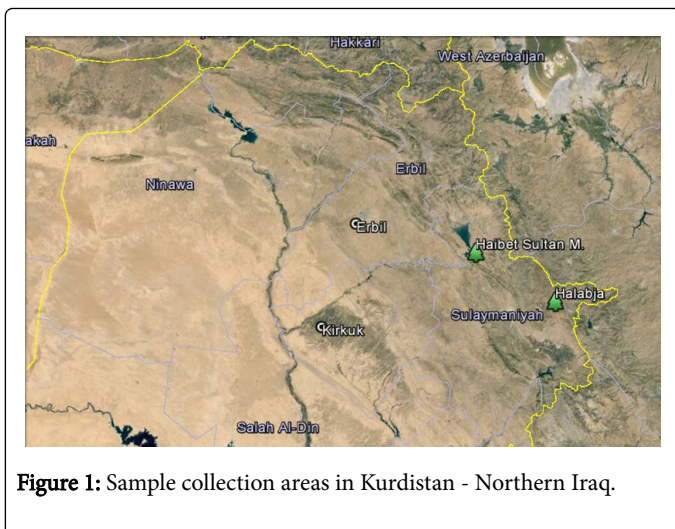 Hakkâri
West Azerbaijan
akah
Ninawa
Erbil
Erbil
Haibet Sultan M.
Halabja
Sulaymaniyah
Kirkuk
Salah Al-Din
Figure 1: Sample collection areas in Kurdistan - Northern Iraq.